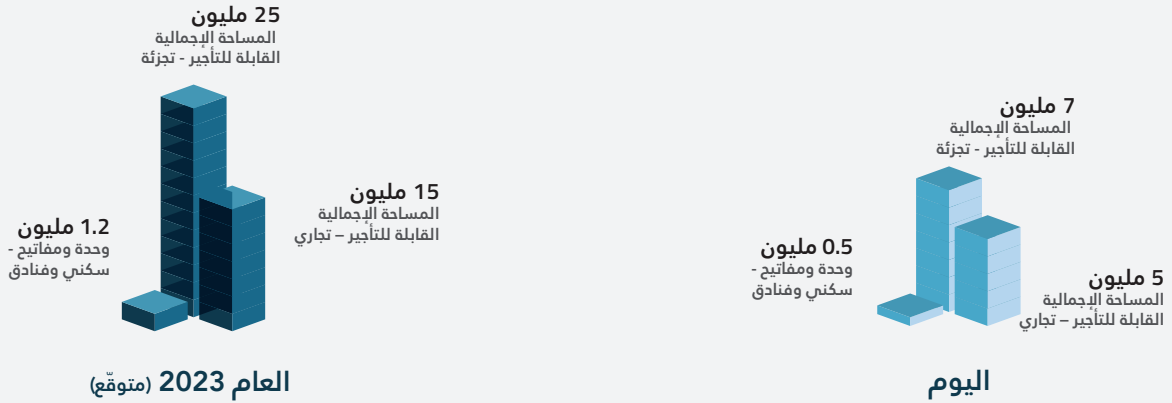 7 مليون
المساحة الإجمالية
القابلة للتأجير - تجزئة
0.5 مليون
وحدة ومفاتيح -
سكني وفنادق
5 مليون
المساحة الإجمالية
القابلة للتأجير – تجاري
اليوم
25 مليون
المساحة الإجمالية
القابلة للتأجير - تجزئة
15 مليون
المساحة الإجمالية
القابلة للتأجير – تجاري
1.2 مليون
وحدة ومفاتيح -
سكني وفنادق
العام 2023 (متوقّع)